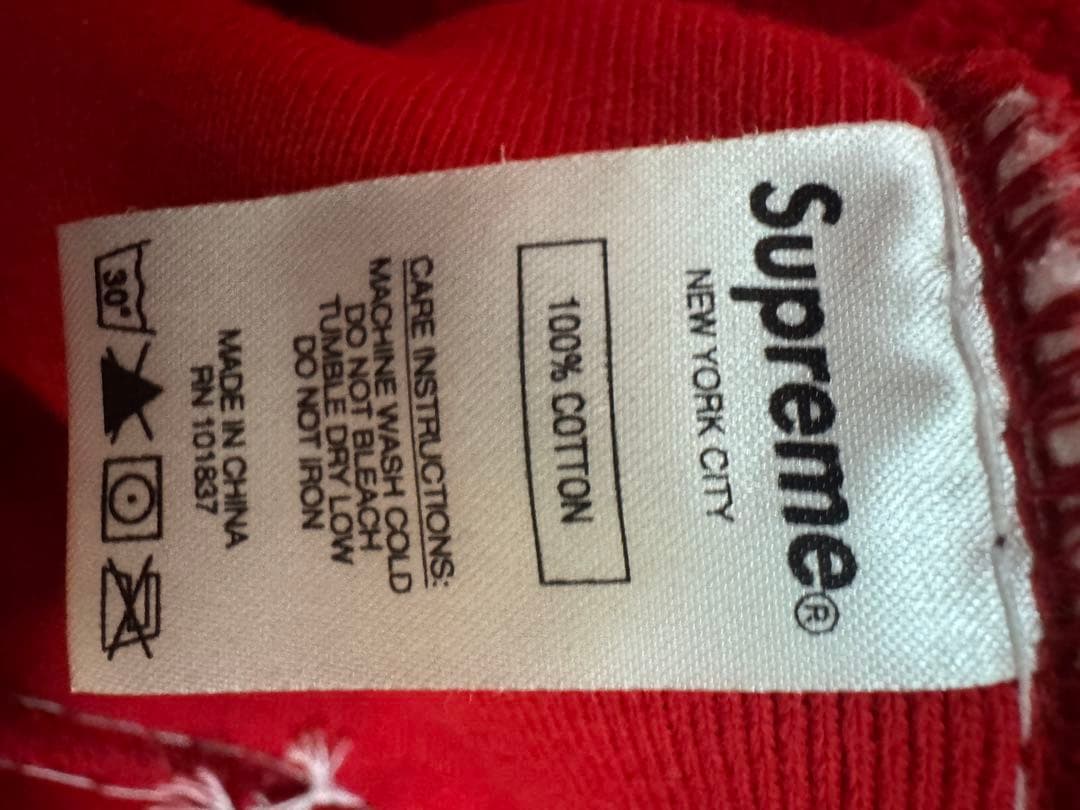 Supreme®
NEW YORK CITY
100% COTTON
CARE INSTRUCTIONS:
MACHINE WASH COLD
DO NOT BLEACH
TUMBLE DRY LOW
DO NOT IRON
MADE IN CHINA
RN 101837
30°